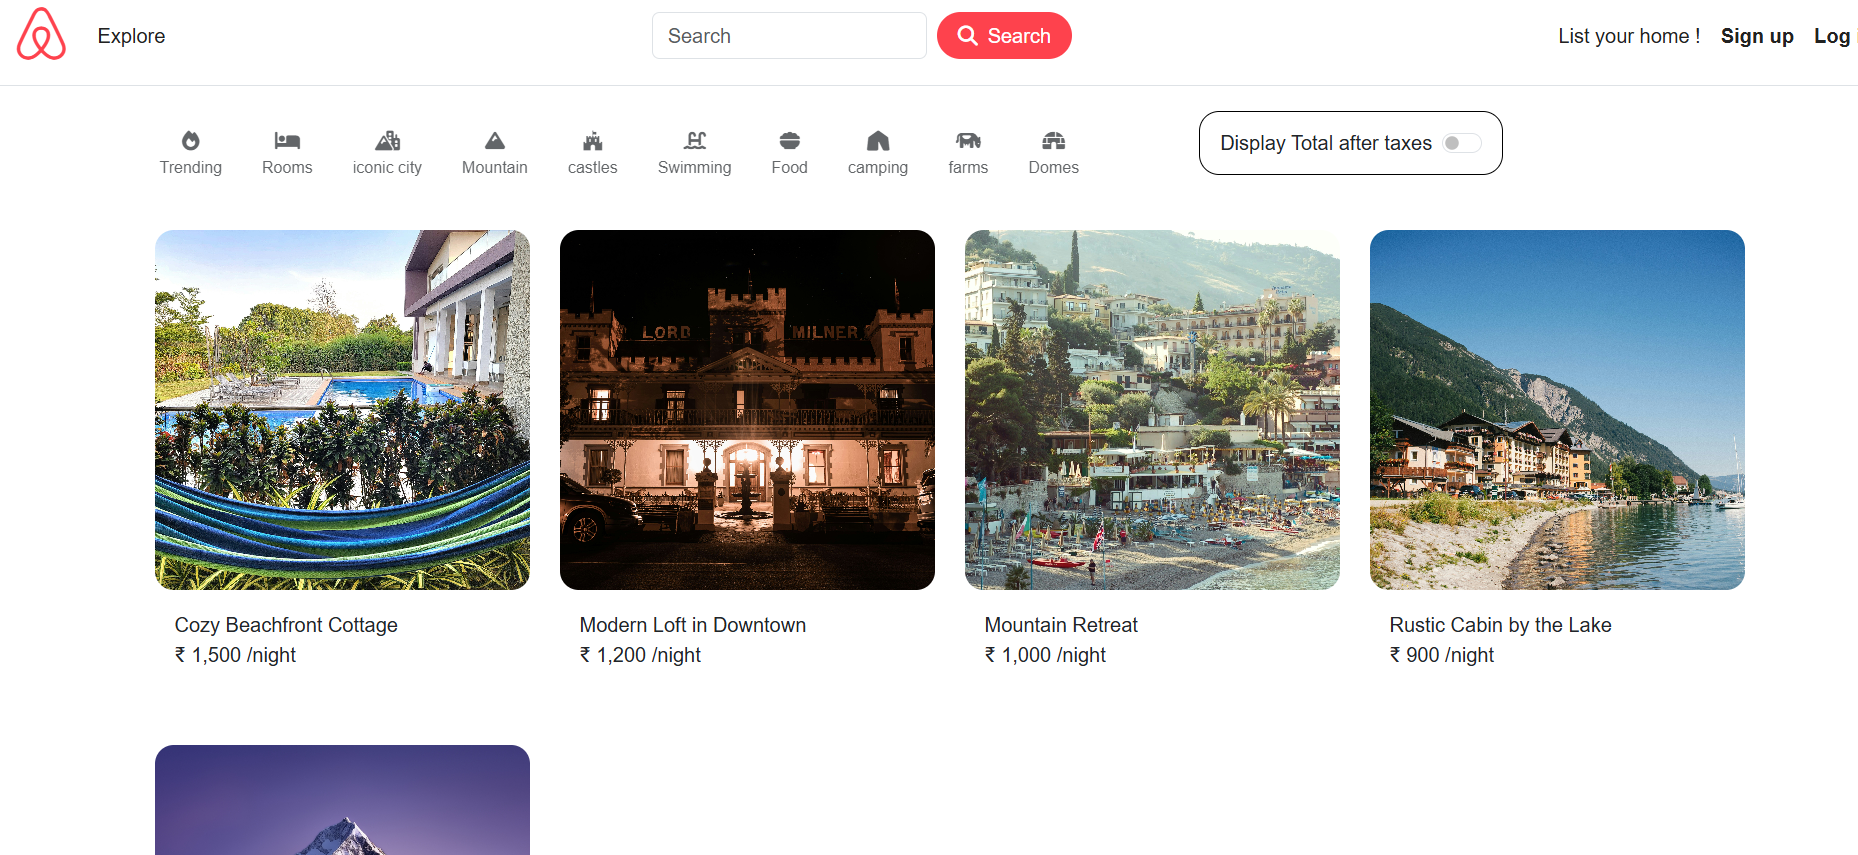 Explore
Search
Search
List your home !
Sign up
Log
Trending
Rooms
iconic city
Mountain
castles
Swimming
Food
camping
farms
Domes
Display Total after taxes
LORD MILNER
Cozy Beachfront Cottage
₹ 1,500 /night
Modern Loft in Downtown
₹ 1,200 /night
Mountain Retreat
₹ 1,000 /night
Rustic Cabin by the Lake
₹ 900 /night